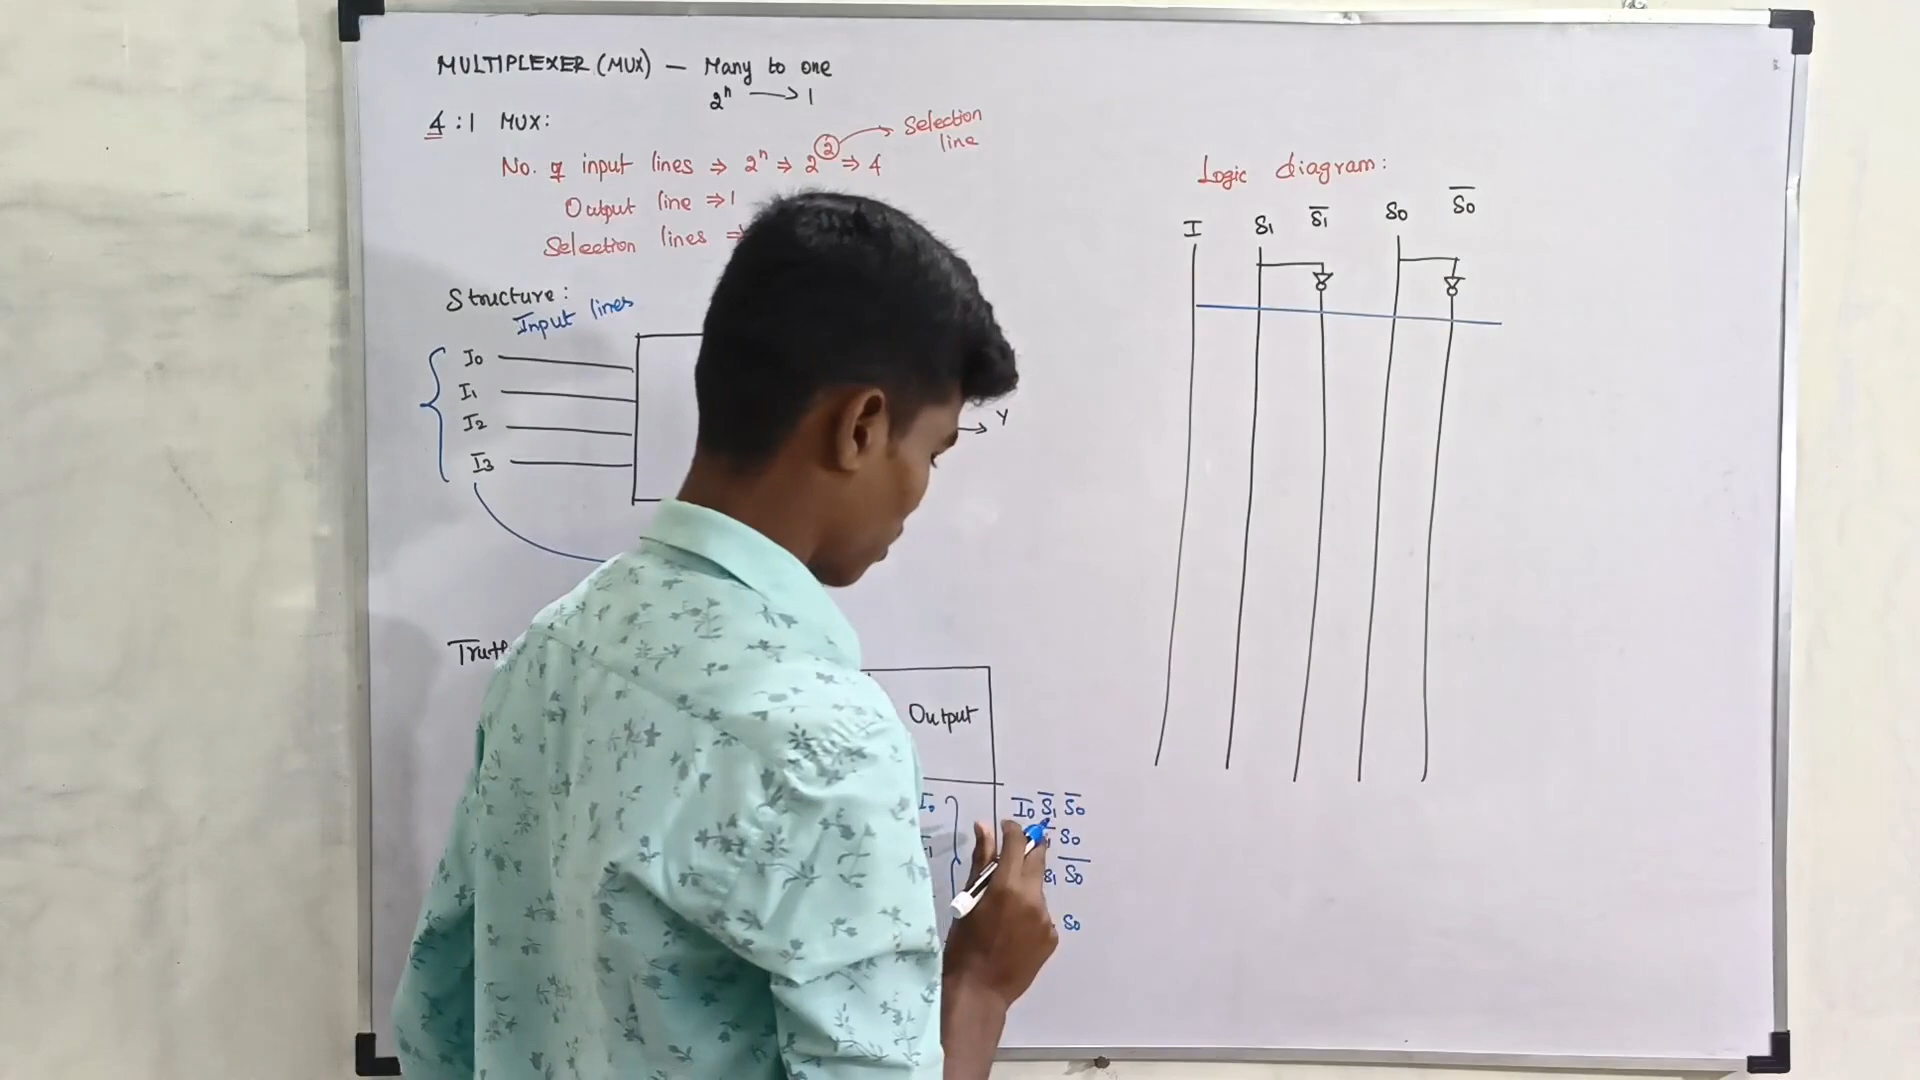 MULTIPLEXER (MUX) — Many to one
2ⁿ → 1
4:1 MUX:
No. of input lines ⇒ 2ⁿ ⇒ 2² ⇒ 4
Selection line
Output line ⇒ 1
Selection lines ⇒
Structure:
Input lines
I₀
I₁
I₂
I₃
Y
Output
I₀
I₀ S̅₁ S̅₀
S₀
S₁ S̅₀
S₀
Logic diagram:
I S₁ S̅₁ S₀ S̅₀